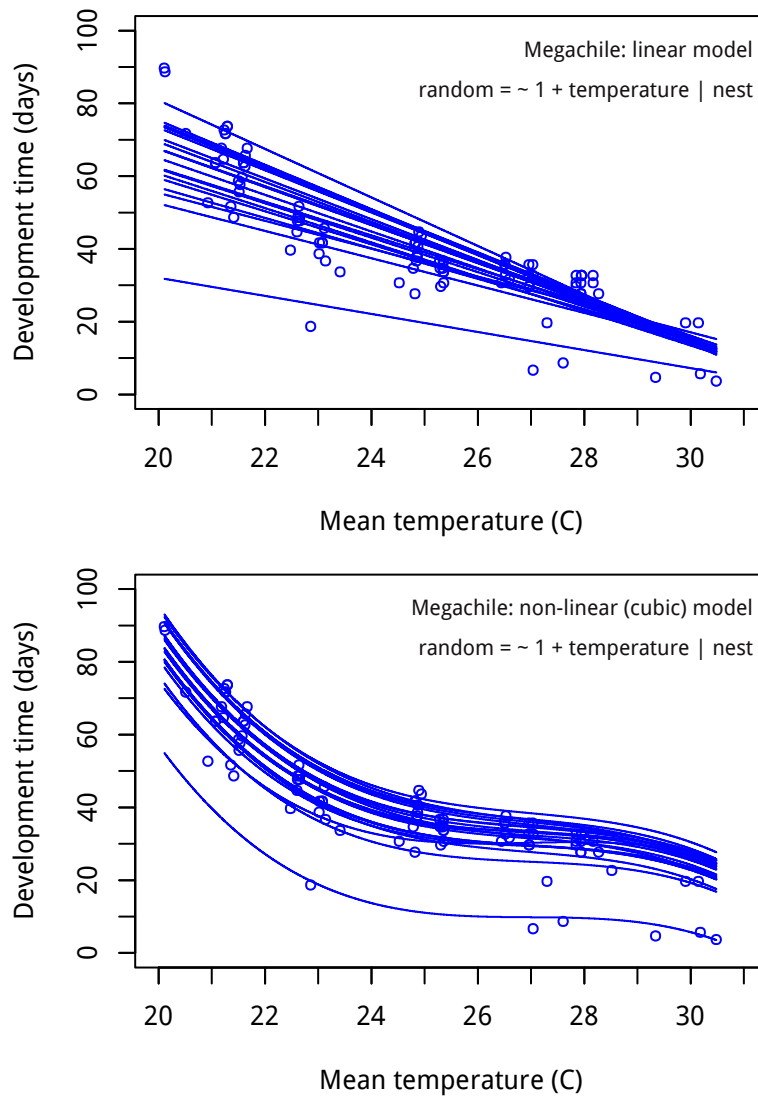 Megachile: linear model
random = ~ 1 + temperature | nest
Development time (days)
100
80
60
40
20
0
20 22 24 26 28 30
Mean temperature (C)
Megachile: non-linear (cubic) model
random = ~ 1 + temperature | nest
Development time (days)
100
80
60
40
20
0
20 22 24 26 28 30
Mean temperature (C)